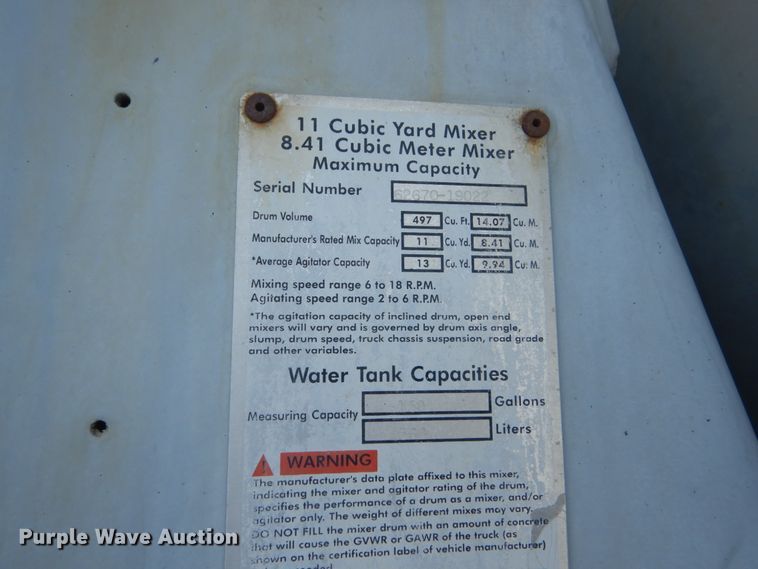 11 Cubic Yard Mixer
8.41 Cubic Meter Mixer
Maximum Capacity
Serial Number 62670-19022
Drum Volume 497 Cu. Ft. 14.07 Cu. M.
Manufacturer's Rated Mix Capacity 11 Cu. Yd. 8.41 Cu. M.
*Average Agitator Capacity 13 Cu. Yd. 9.94 Cu. M.
Mixing speed range 6 to 18 R.P.M.
Agitating speed range 2 to 6 R.P.M.
*The agitation capacity of inclined drum, open end
mixers will vary and is governed by drum axis angle,
slump, drum speed, truck chassis suspension, road grade
and other variables.
Water Tank Capacities
Measuring Capacity Gallons
Liters
WARNING
The manufacturer's data plate affixed to this mixer,
indicating the mixer and agitator rating of the drum,
specifies the performance of a drum as a mixer, and/or
agitator only. The weight of different mixes may vary.
DO NOT FILL the mixer drum with an amount of concrete
that will cause the GVWR or GAWR of the truck (as
shown on the certification label of vehicle manufacturer)
Purple Wave Auction